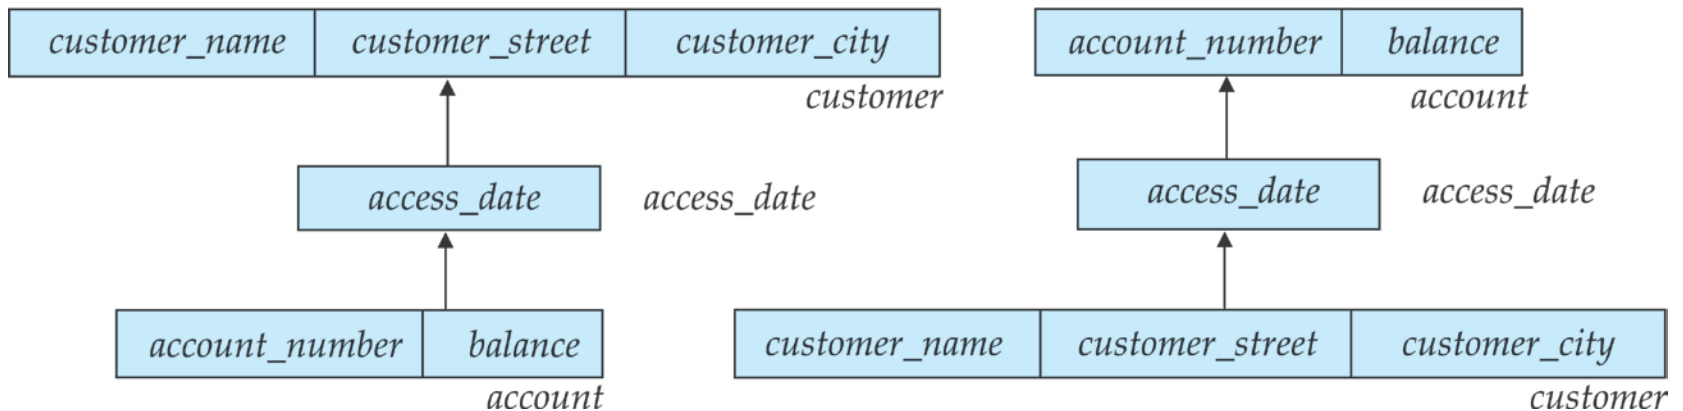 customer_name customer_street customer_city account_number balance
customer account
access_date access_date access_date access_date
account_number balance customer_name customer_street customer_city
account customer